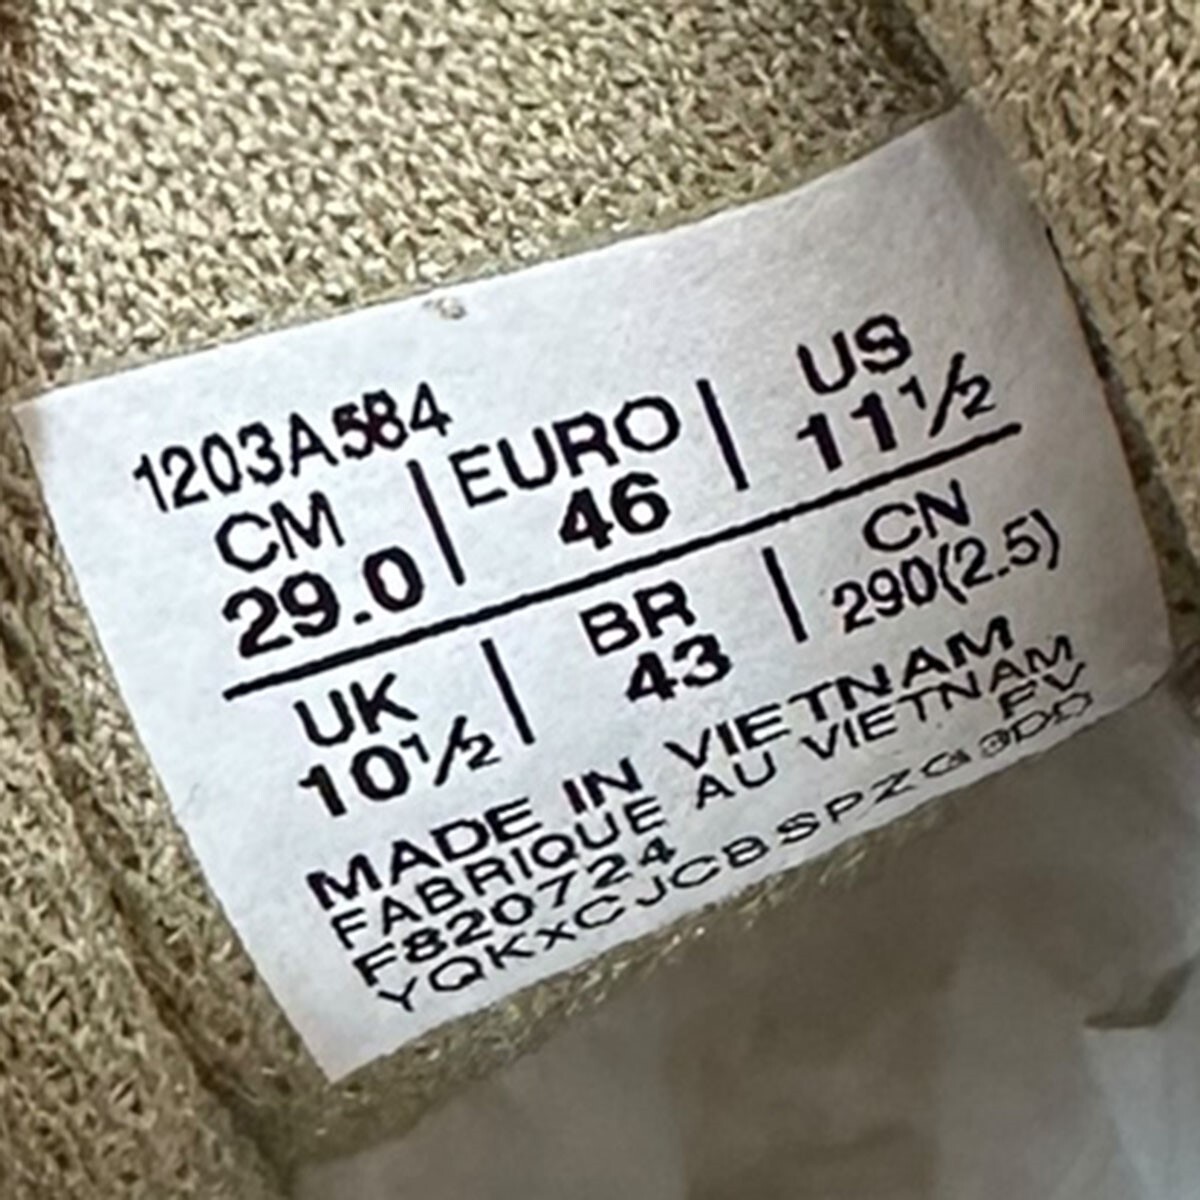 1203A584
CM | EURO | US
29.0 46 11½
UK | BR | CN
10½ 43 290(2.5)
MADE IN VIETNAM
FABRIQUE AU VIETNAM
F820724 FV